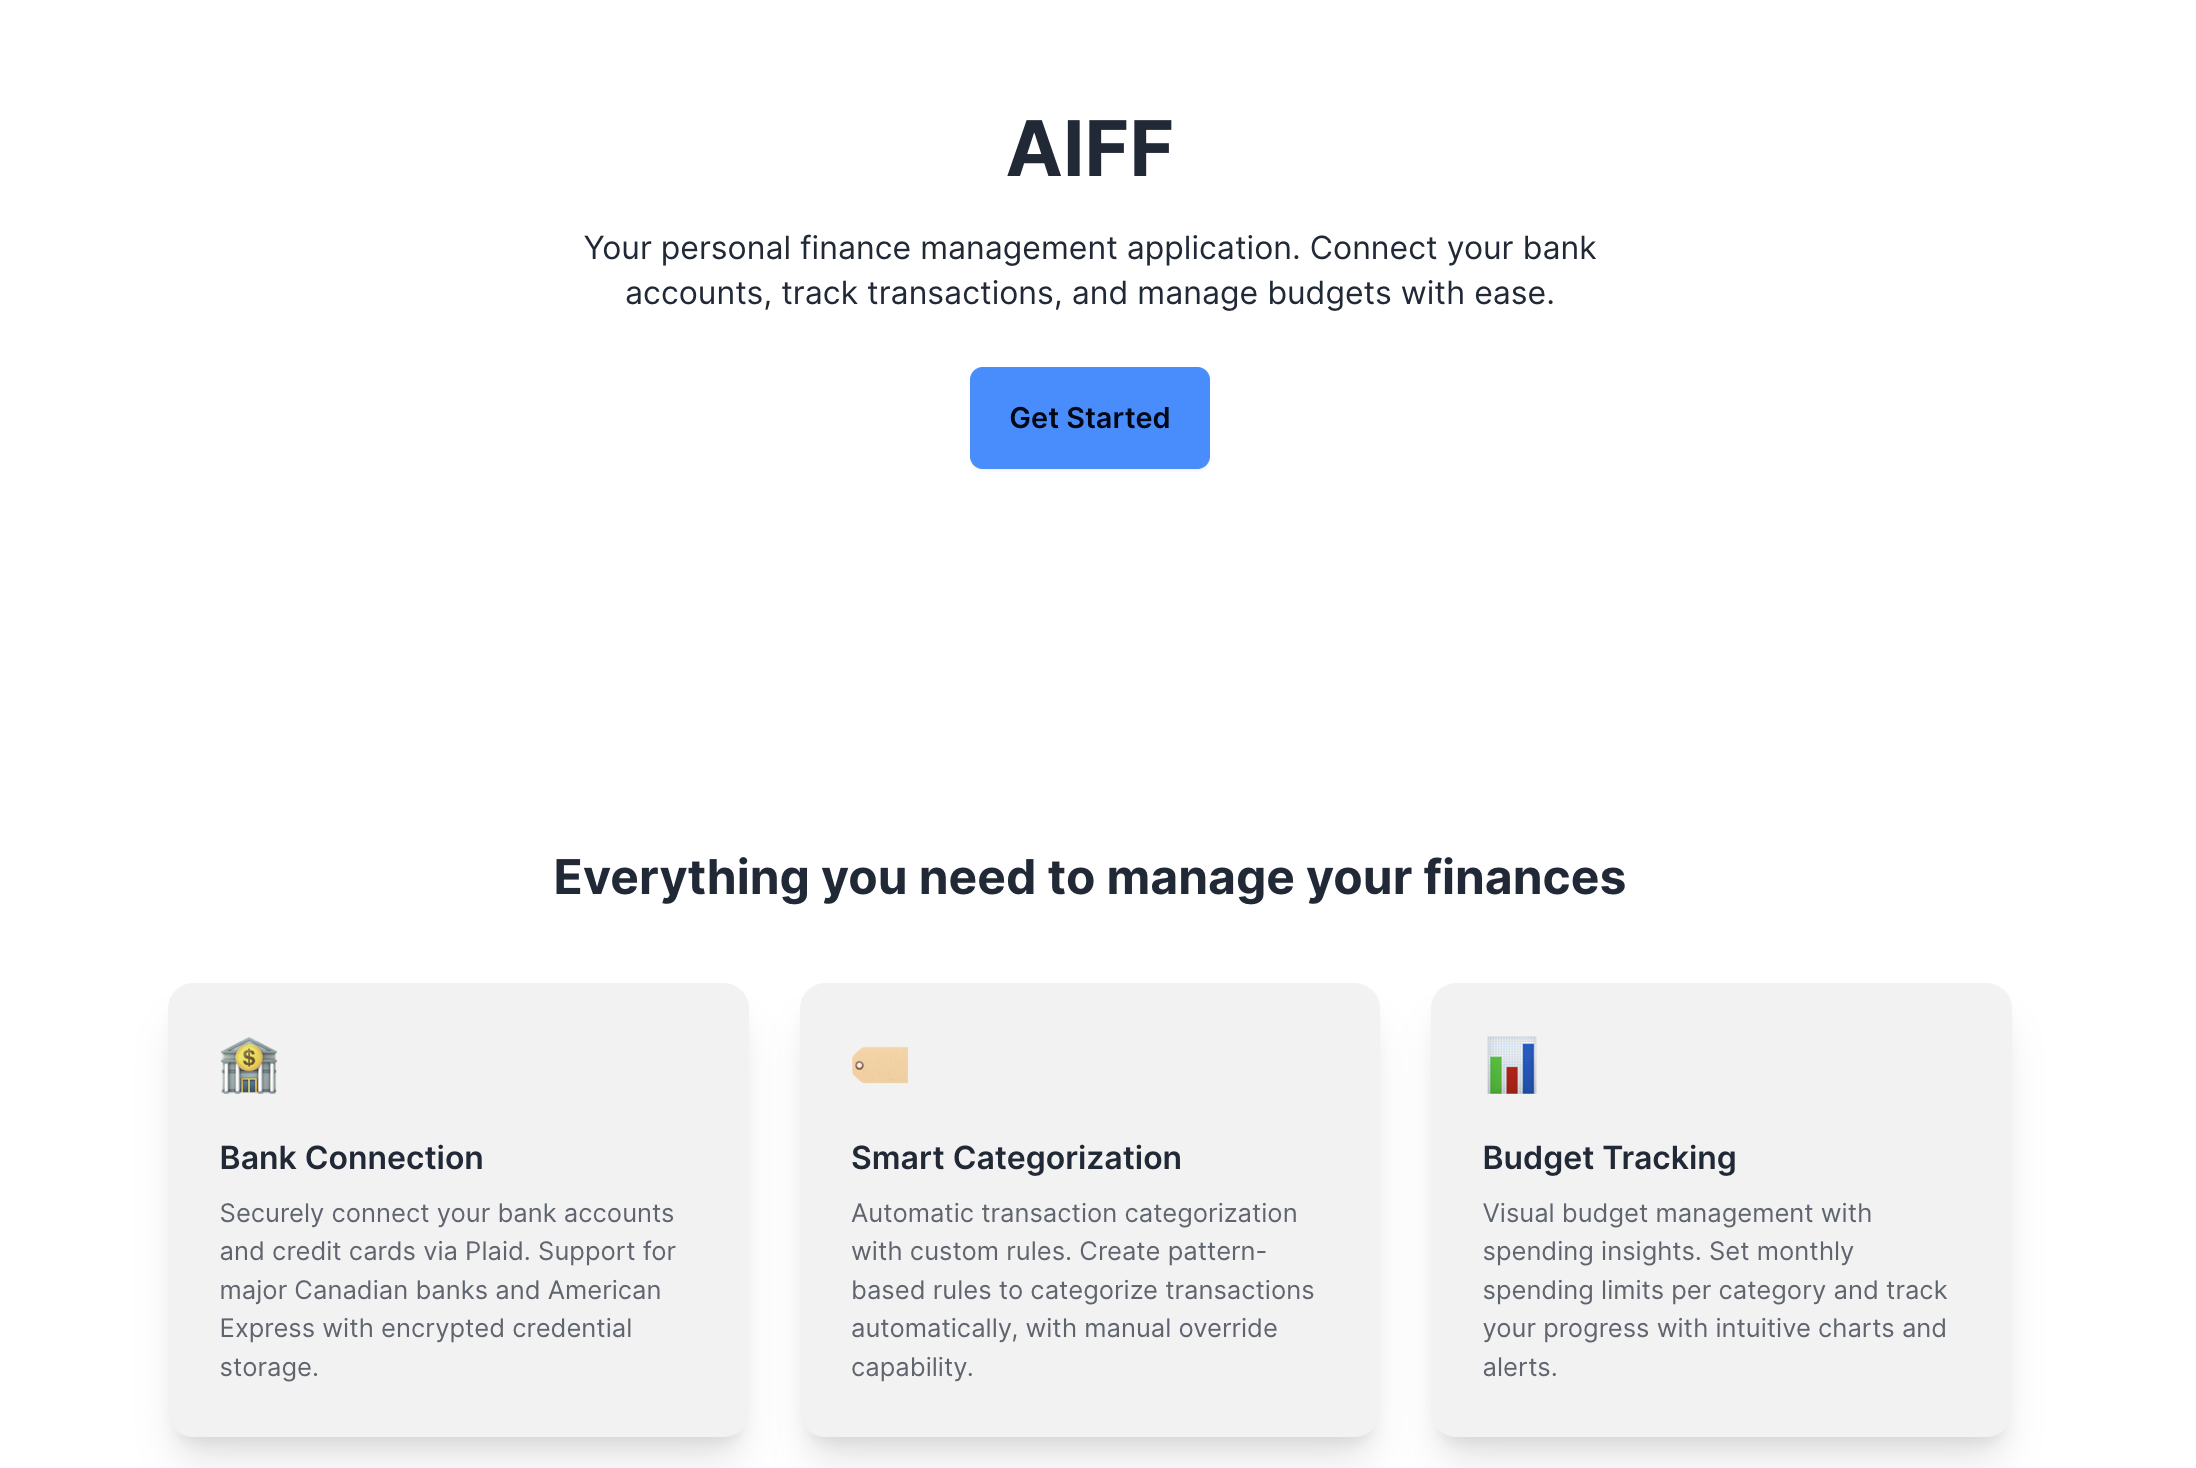 AIFF
Your personal finance management application. Connect your bank
accounts, track transactions, and manage budgets with ease.
Get Started
Everything you need to manage your finances
$
Bank Connection
Securely connect your bank accounts
and credit cards via Plaid. Support for
major Canadian banks and American
Express with encrypted credential
storage.
Smart Categorization
Automatic transaction categorization
with custom rules. Create pattern-
based rules to categorize transactions
automatically, with manual override
capability.
Budget Tracking
Visual budget management with
spending insights. Set monthly
spending limits per category and track
your progress with intuitive charts and
alerts.